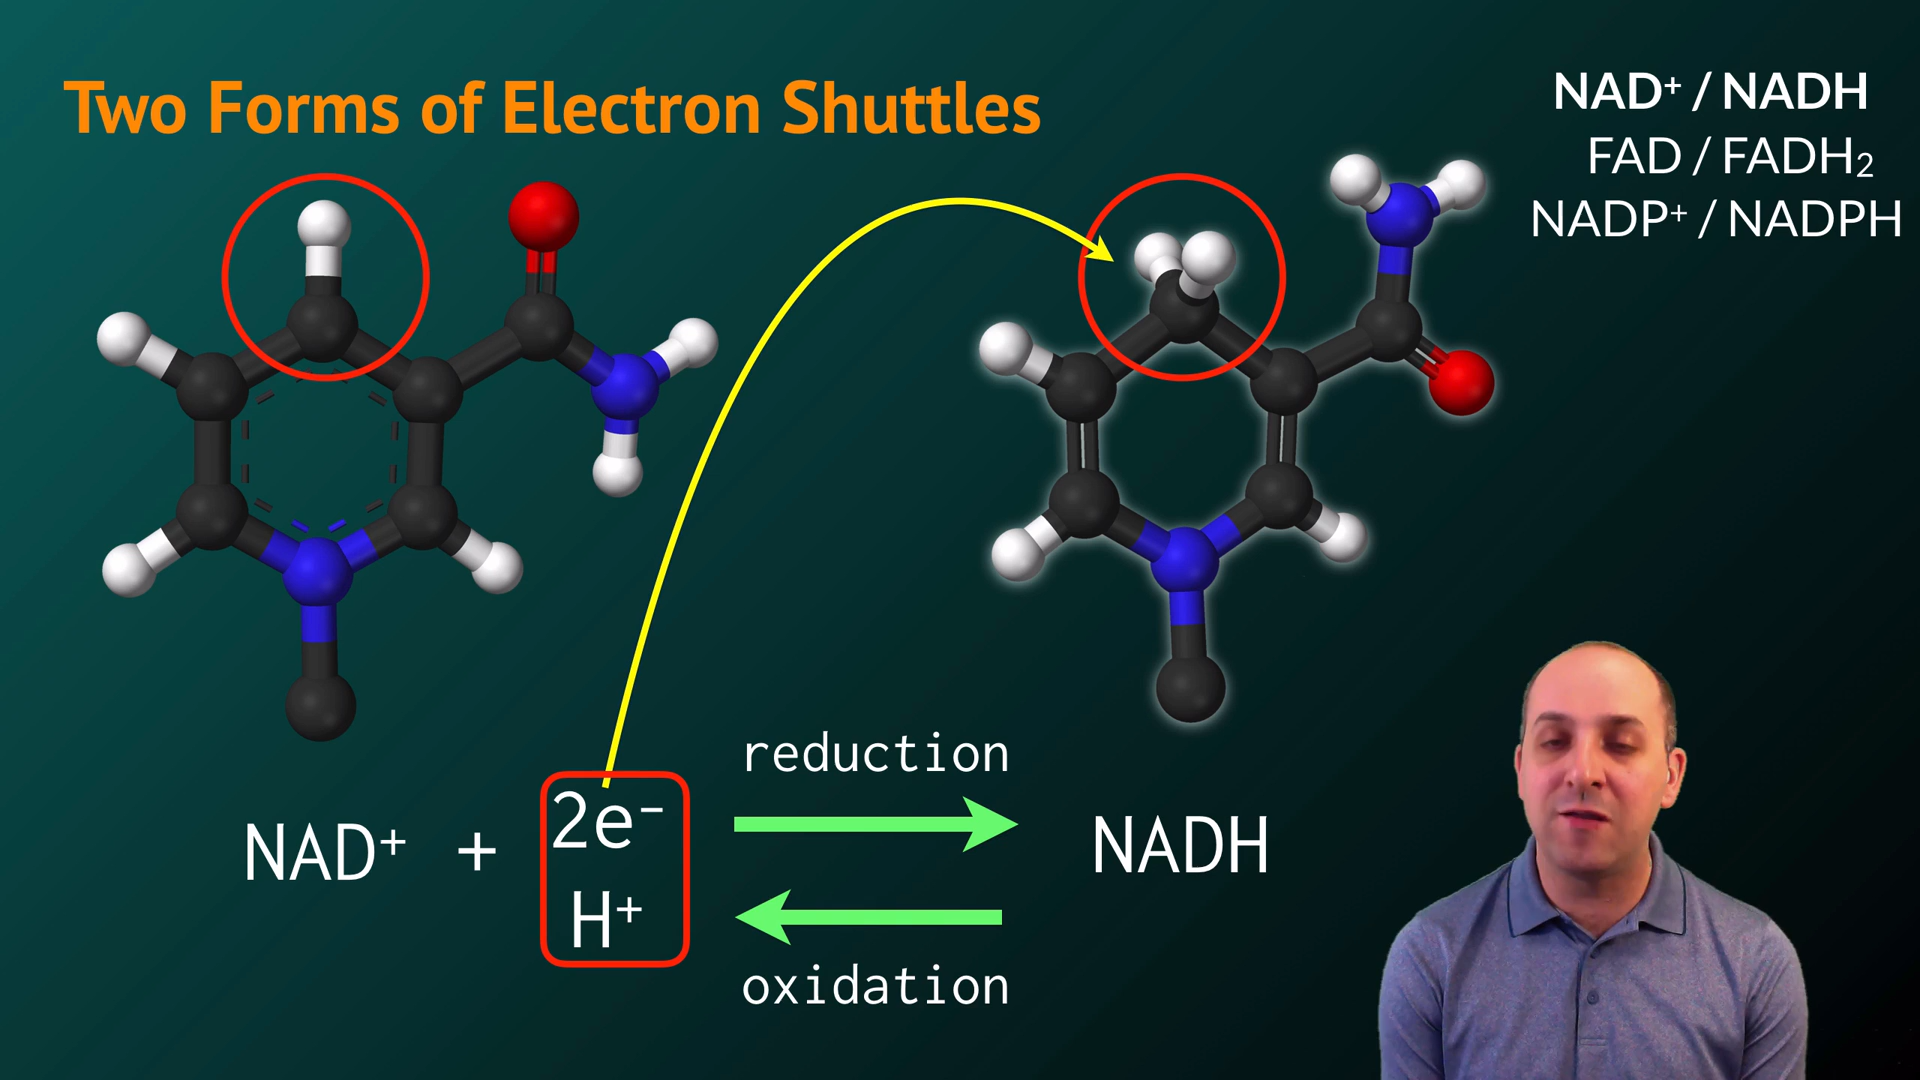 Two Forms of Electron Shuttles
NAD⁺ / NADH
FAD / FADH₂
NADP⁺ / NADPH
reduction
NAD⁺ + 2e⁻ NADH
H⁺
oxidation